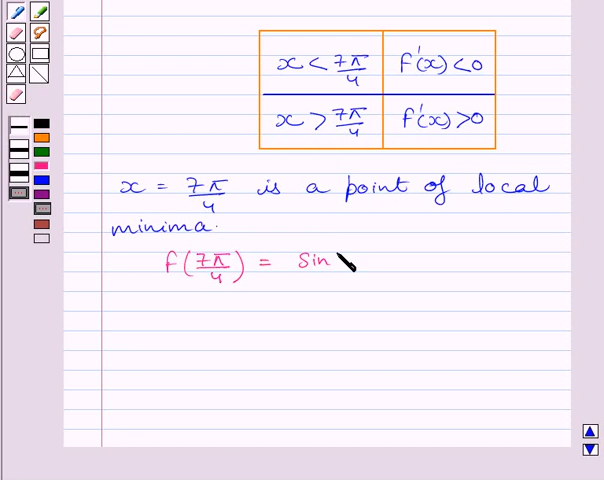 x < 7π/4 f'(x) < 0
x > 7π/4 f'(x) > 0
x = 7π/4 is a point of local
minima.
f(7π/4) = Sin